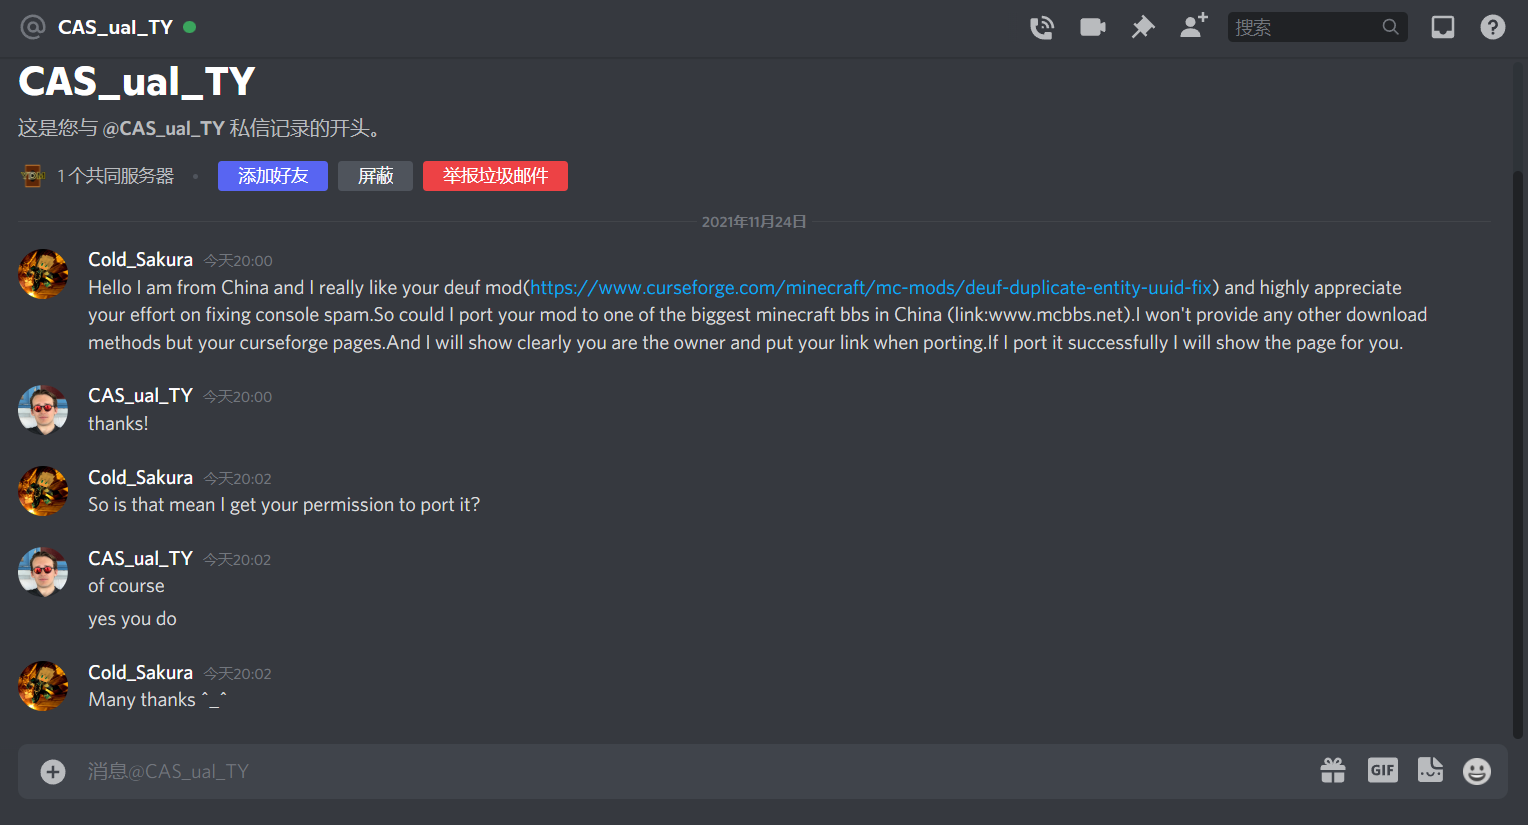 CAS_ual_TY
搜索
CAS_ual_TY
这是您与 @CAS_ual_TY 私信记录的开头。
1 个共同服务器
添加好友
屏蔽
举报垃圾邮件
2021年11月24日
Cold_Sakura 今天20:00
Hello I am from China and I really like your deuf mod(https://www.curseforge.com/minecraft/mc-mods/deuf-duplicate-entity-uuid-fix) and highly appreciate
your effort on fixing console spam.So could I port your mod to one of the biggest minecraft bbs in China (link:www.mcbbs.net).I won't provide any other download
methods but your curseforge pages.And I will show clearly you are the owner and put your link when porting.If I port it successfully I will show the page for you.
CAS_ual_TY 今天20:00
thanks!
Cold_Sakura 今天20:02
So is that mean I get your permission to port it?
CAS_ual_TY 今天20:02
of course
yes you do
Cold_Sakura 今天20:02
Many thanks ^_^
消息@CAS_ual_TY
GIF